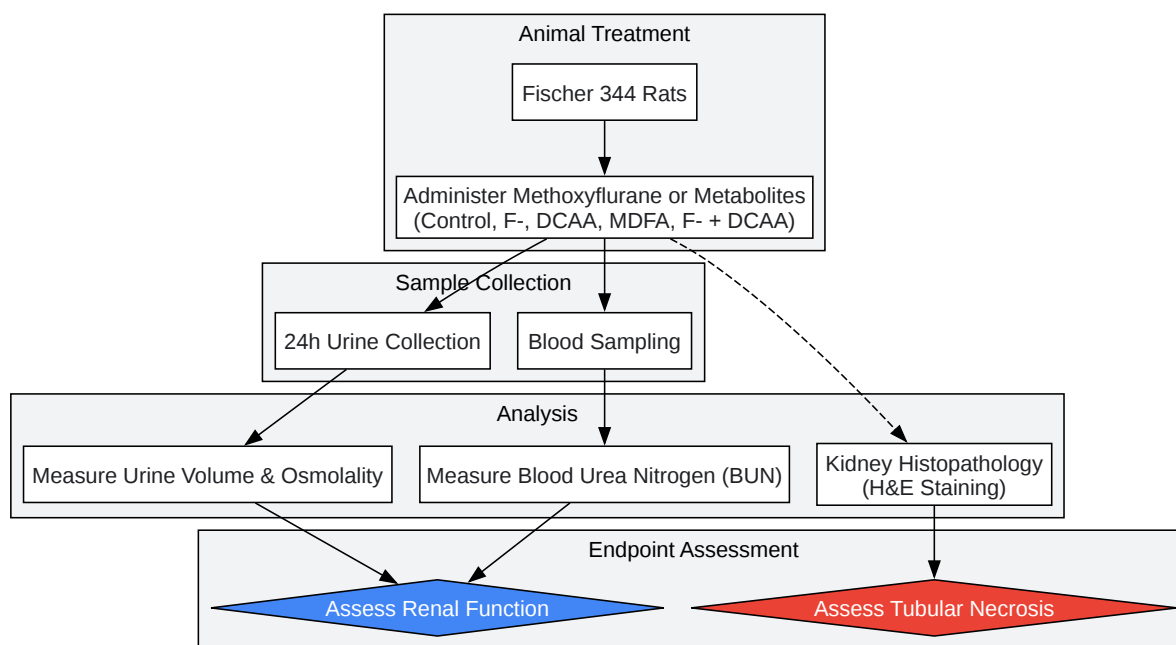 Animal Treatment
Fischer 344 Rats
Administer Methoxyflurane or Metabolites
(Control, F-, DCAA, MDFA, F- + DCAA)
Sample Collection
24h Urine Collection
Blood Sampling
Analysis
Measure Urine Volume & Osmolality
Measure Blood Urea Nitrogen (BUN)
Kidney Histopathology
(H&E Staining)
Endpoint Assessment
Assess Renal Function
Assess Tubular Necrosis